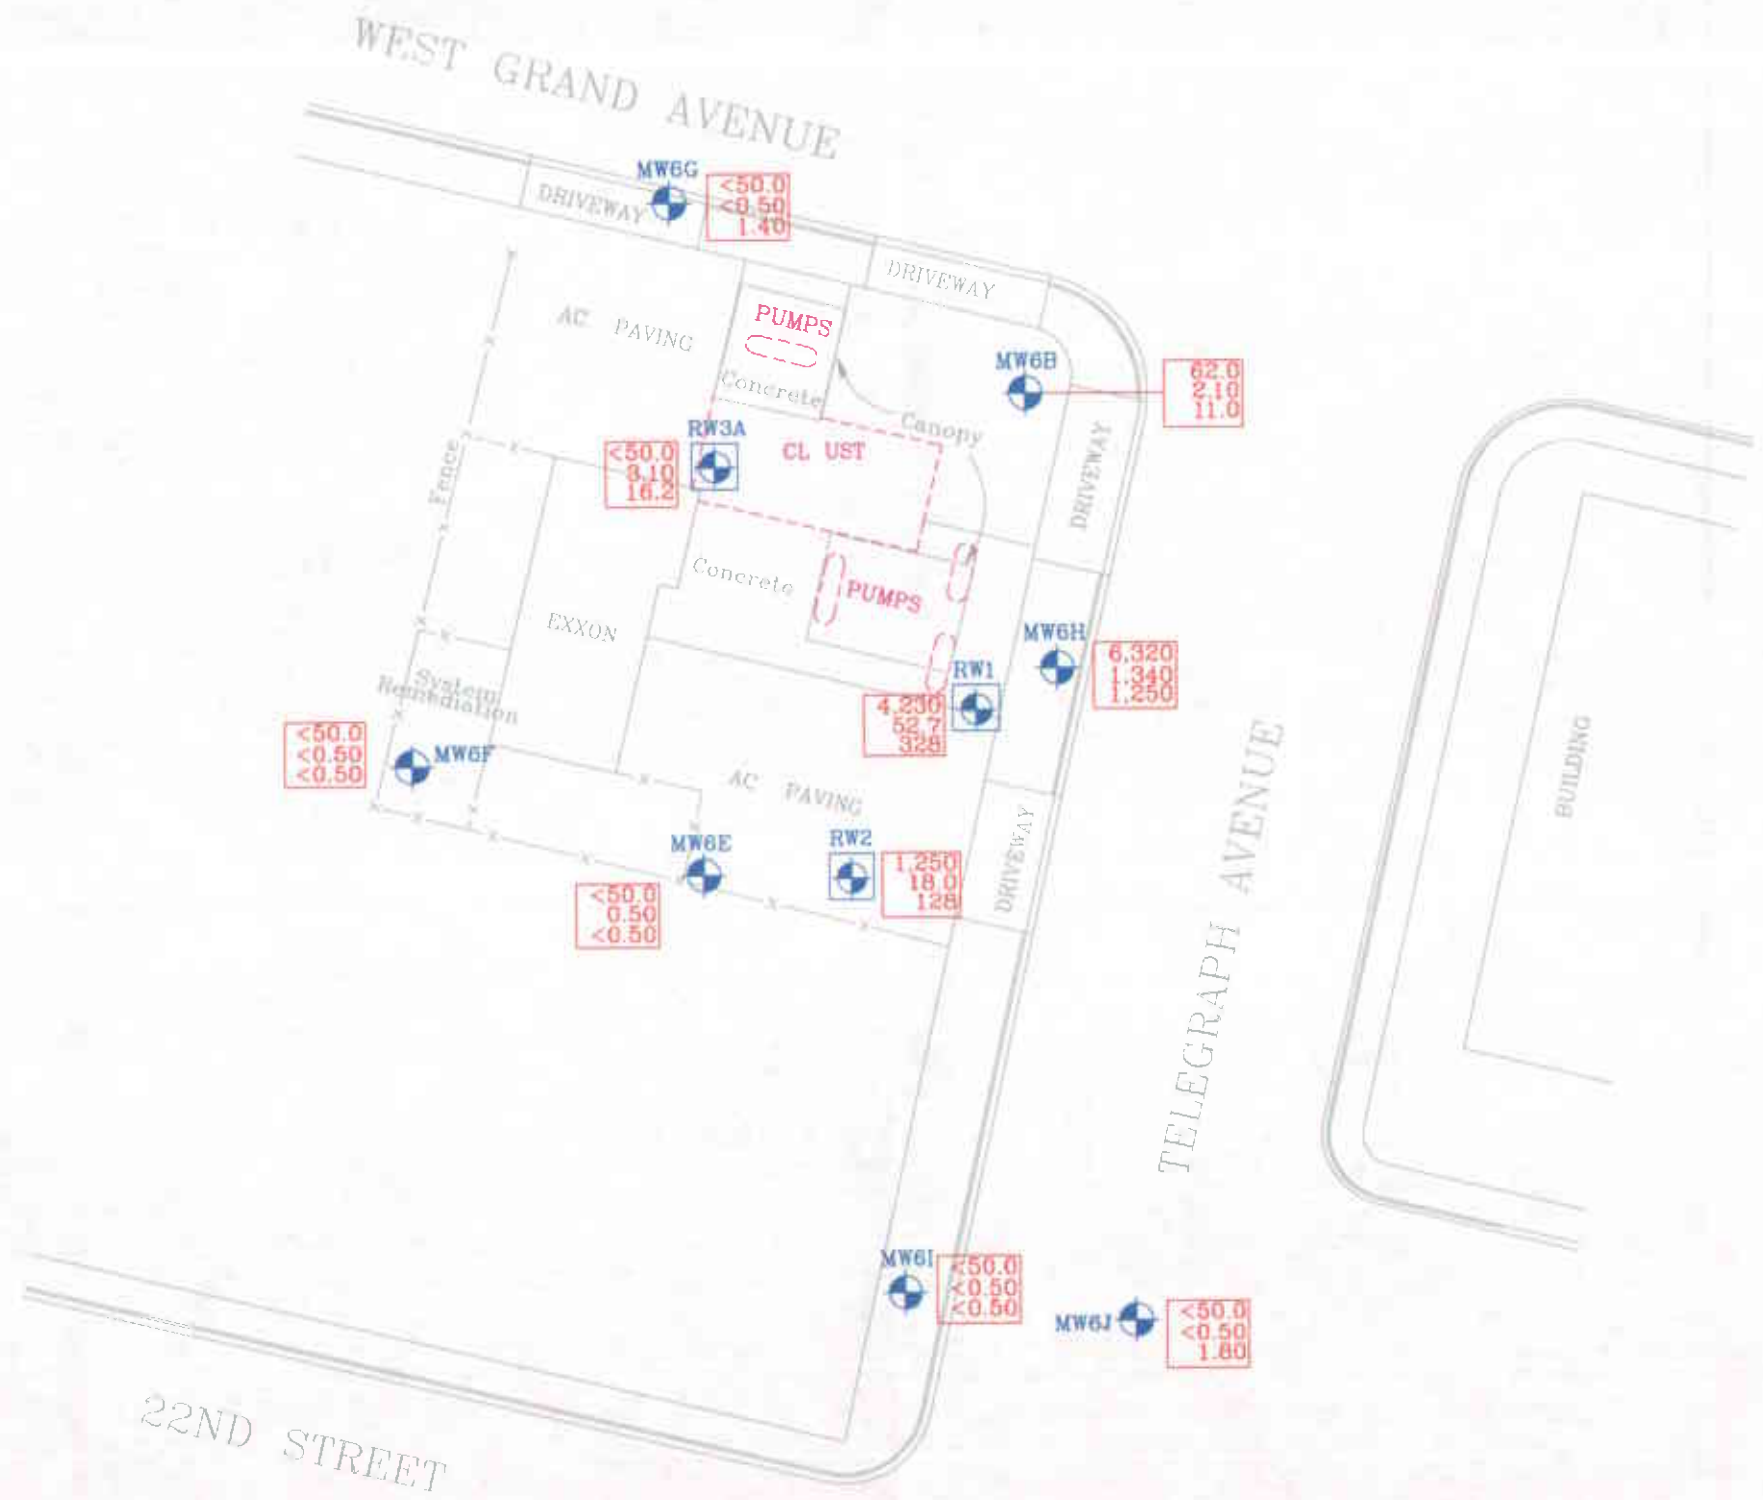 WEST GRAND AVENUE
MW6G
<50.0
<0.50
1.40
DRIVEWAY
DRIVEWAY
AC PAVING
PUMPS
Concrete
MW6B
62.0
2.10
11.0
Canopy
RW3A
<50.0
3.10
16.2
CL UST
Fence
DRIVEWAY
Concrete
PUMPS
EXXON
MW6H
6,320
1,340
1,250
RW1
4,230
52.7
328
System
Remediation
<50.0
<0.50
<0.50
MW6F
AC PAVING
BUILDING
MW6E
<50.0
0.50
<0.50
RW2
1,250
18.0
128
DRIVEWAY
TELEGRAPH AVENUE
MW6I
<50.0
<0.50
<0.50
MW6J
<50.0
<0.50
1.60
22ND STREET